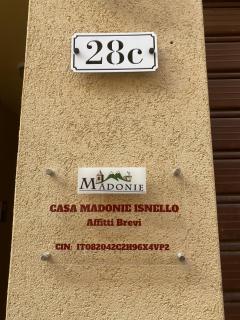 28c
MADONIE
CASA MADONIE ISNELLO
Affitti Brevi
CIN: IT082042C2H96X4VP2